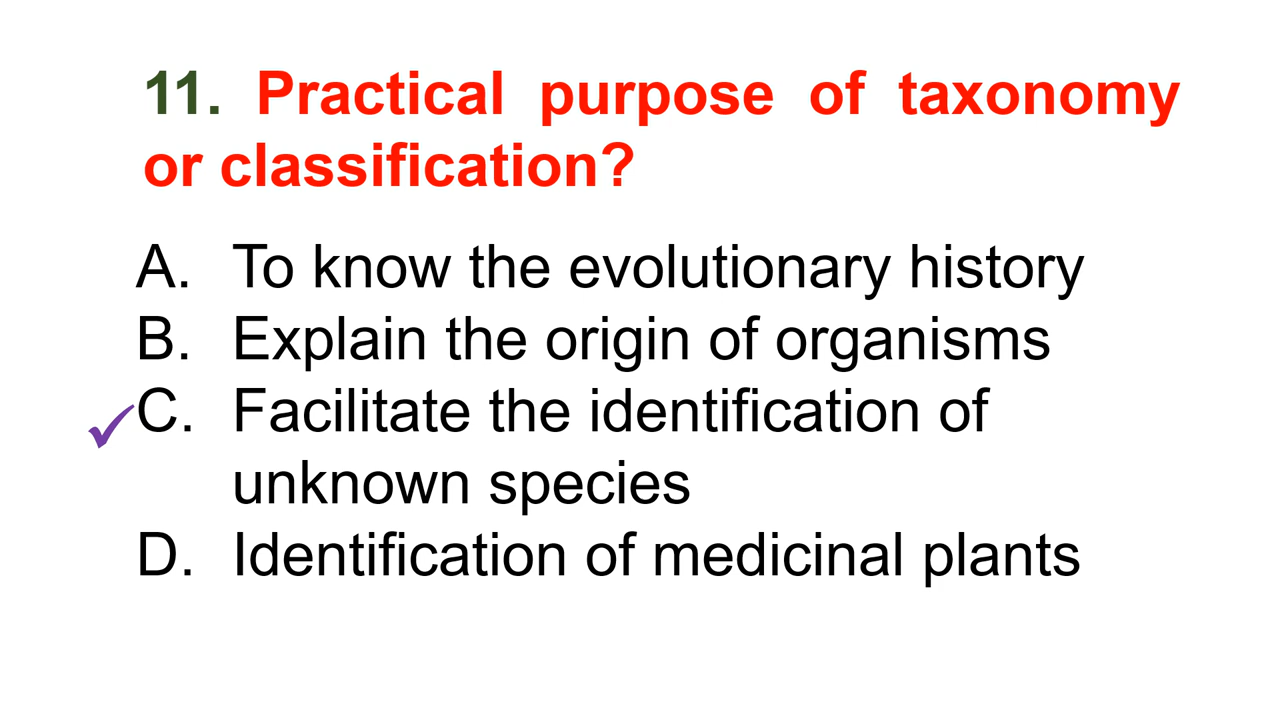 11. Practical purpose of taxonomy
or classification?
A. To know the evolutionary history
B. Explain the origin of organisms
✓C. Facilitate the identification of
unknown species
D. Identification of medicinal plants